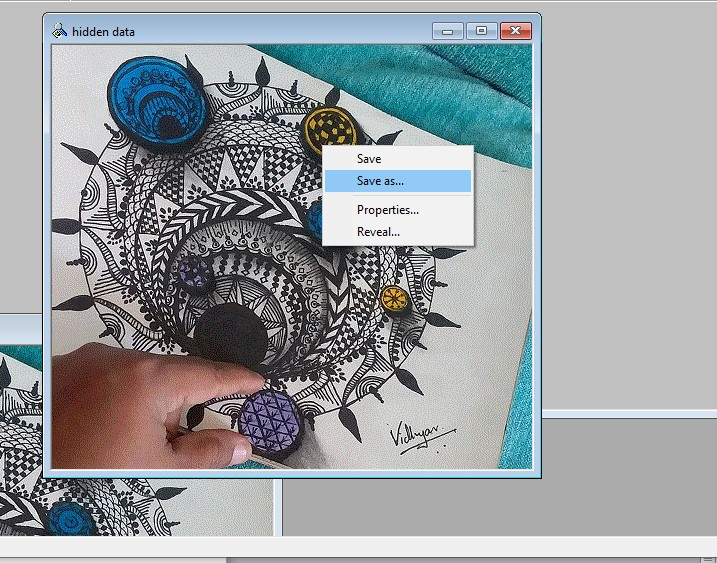 hidden data
Save
Save as...
Properties...
Reveal...
Vidhya